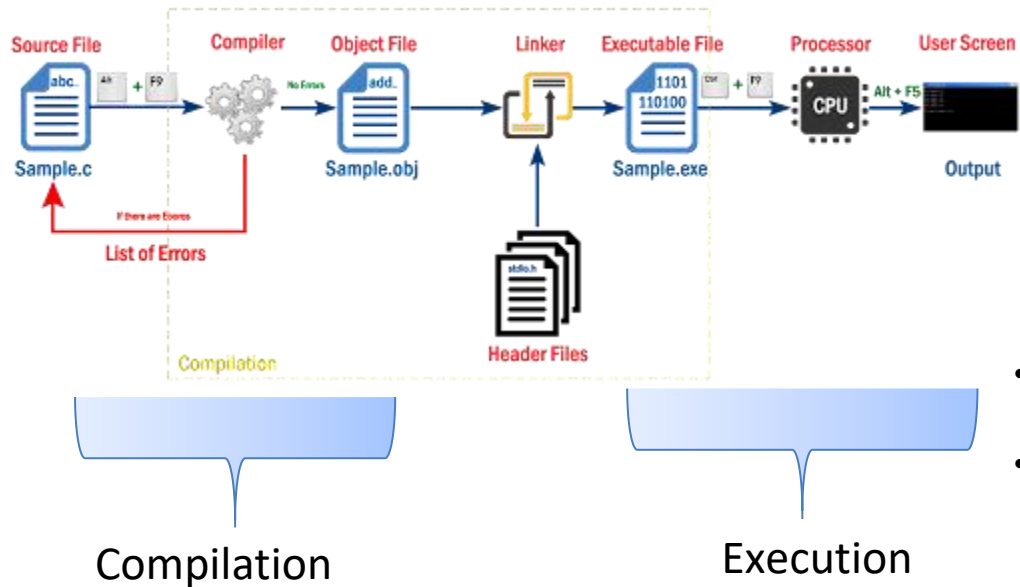 Source File
Compiler
Object File
Linker
Executable File
Processor
User Screen
abc..
Alt + F9
No Errors
add..
1101
110100
Ctrl + F9
CPU
Alt + F5
Sample.c
Sample.obj
Sample.exe
Output
If there are
List of Errors
stdio.h
Header Files
Compilation
•
•
Compilation
Execution